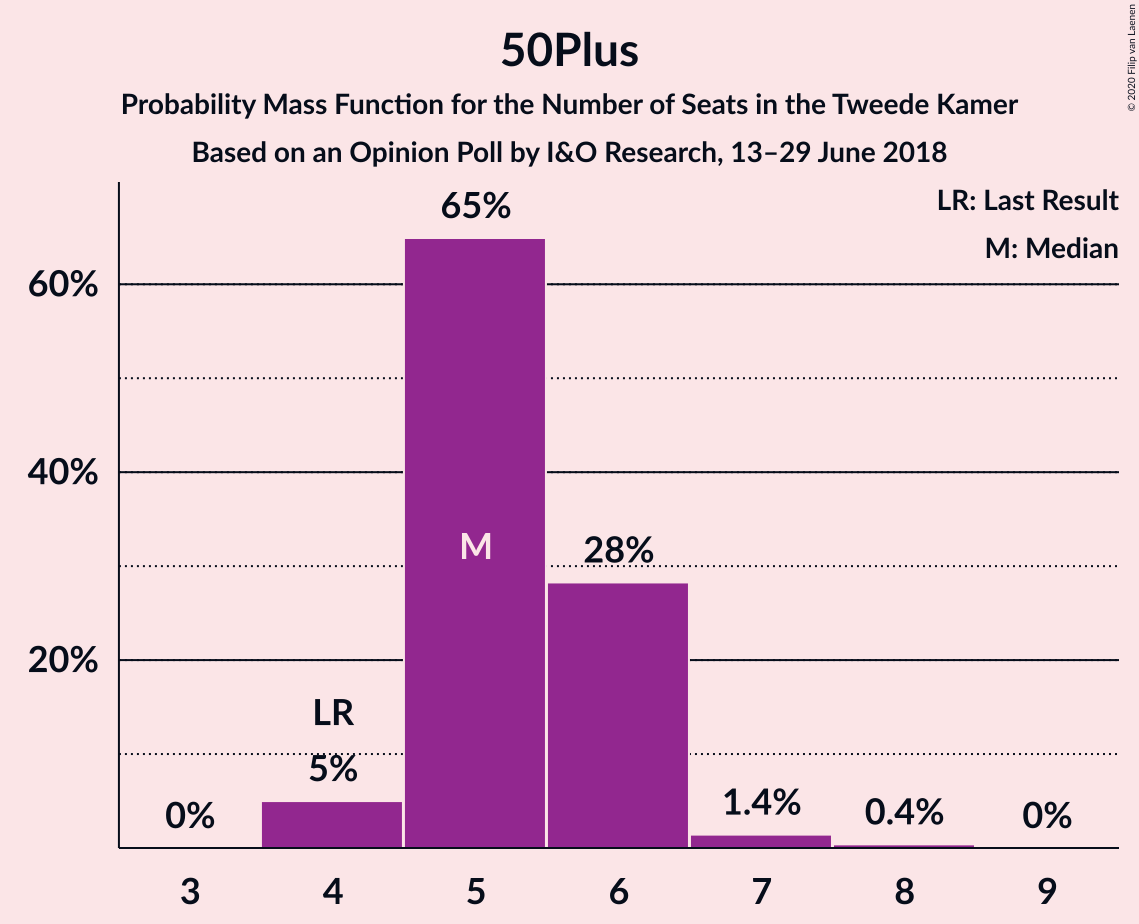 50Plus
Probability Mass Function for the Number of Seats in the Tweede Kamer
Based on an Opinion Poll by I&O Research, 13–29 June 2018
© 2020 Filip van Laenen
LR: Last Result
M: Median
65%
60%
40%
20%
M
28%
LR
5%
0%
1.4%
0.4%
0%
3 4 5 6 7 8 9